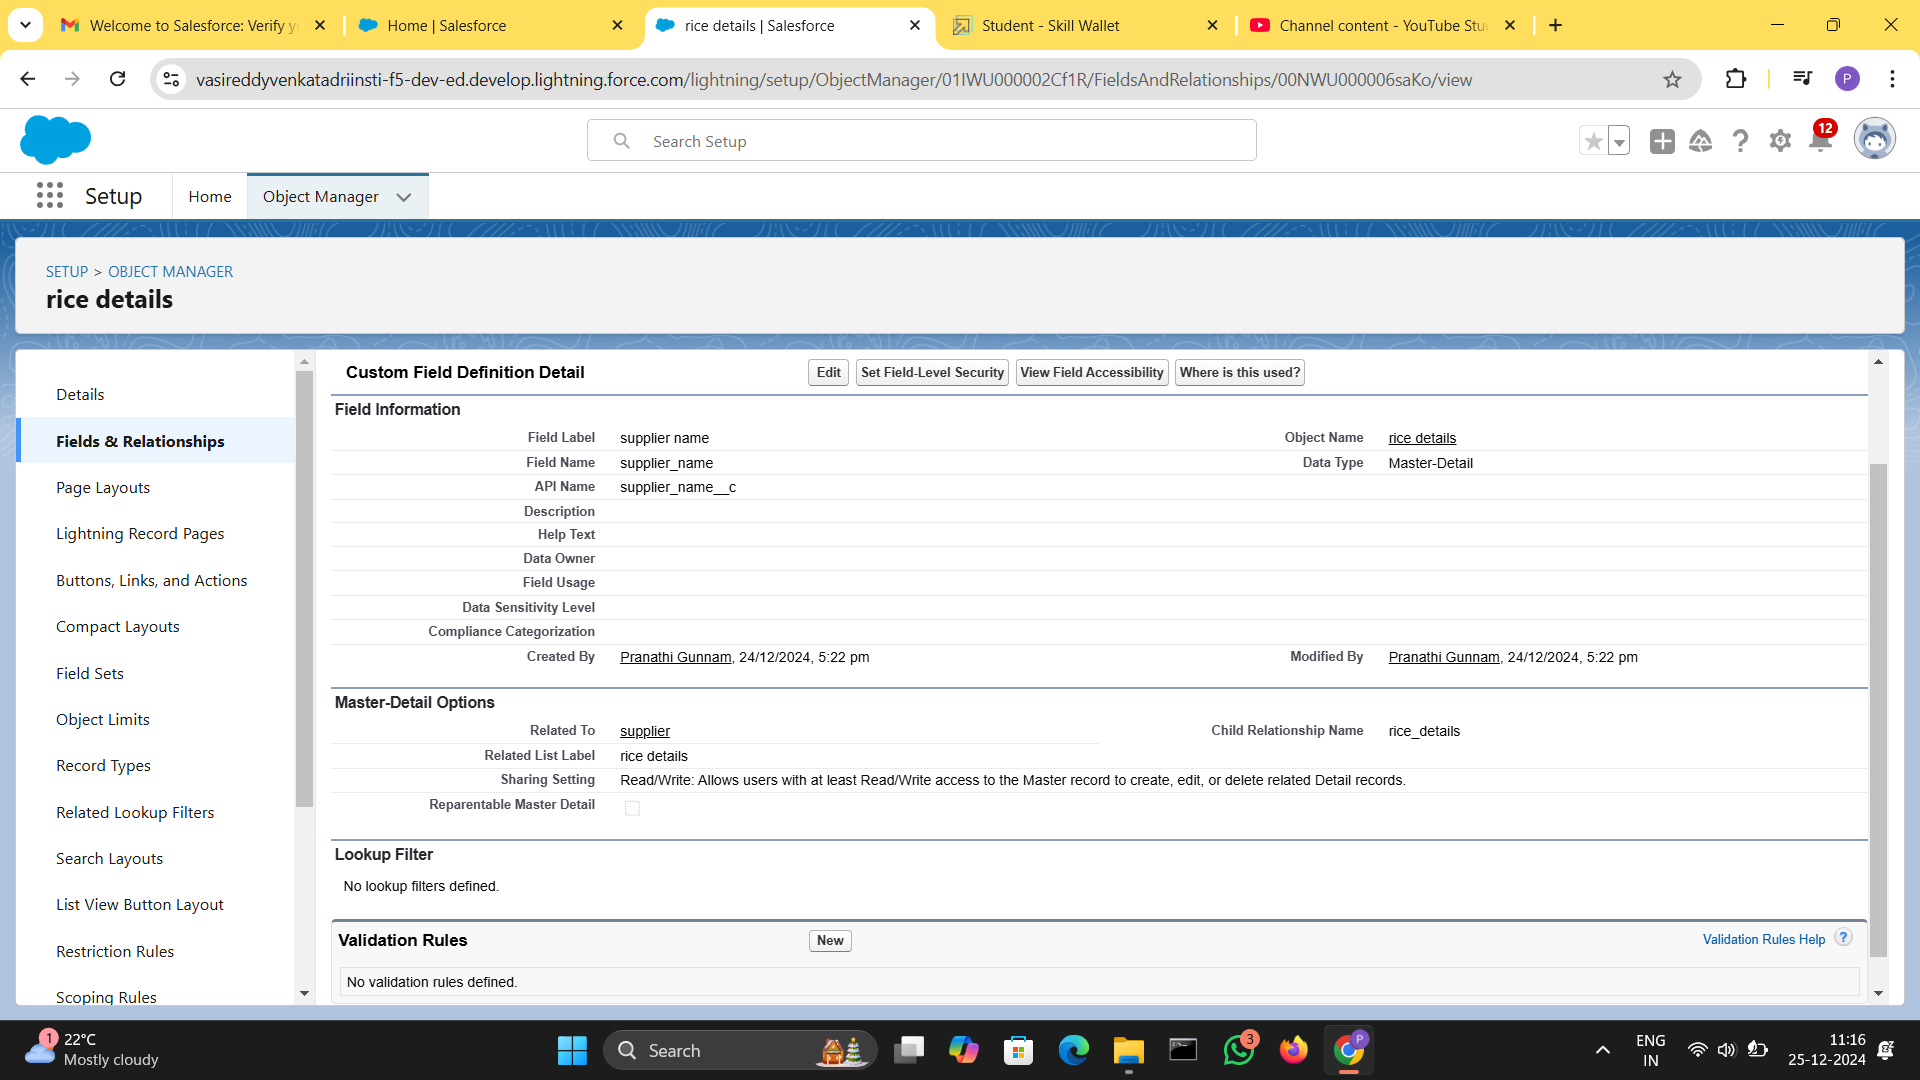 Welcome to Salesforce: Verify y
Home | Salesforce
rice details | Salesforce
Student - Skill Wallet
Channel content - YouTube Stu
vasireddyvenkatadriinsti-f5-dev-ed.develop.lightning.force.com/lightning/setup/ObjectManager/01IWU000002Cf1R/FieldsAndRelationships/00NWU000006saKo/view
P
Search Setup
12
Setup
Home
Object Manager
SETUP > OBJECT MANAGER
rice details
Details
Fields & Relationships
Page Layouts
Lightning Record Pages
Buttons, Links, and Actions
Compact Layouts
Field Sets
Object Limits
Record Types
Related Lookup Filters
Search Layouts
List View Button Layout
Restriction Rules
Scoping Rules
Custom Field Definition Detail
Edit
Set Field-Level Security
View Field Accessibility
Where is this used?
Field Information
Field Label supplier name Object Name rice details
Field Name supplier_name Data Type Master-Detail
API Name supplier_name__c
Description
Help Text
Data Owner
Field Usage
Data Sensitivity Level
Compliance Categorization
Created By Pranathi Gunnam, 24/12/2024, 5:22 pm Modified By Pranathi Gunnam, 24/12/2024, 5:22 pm
Master-Detail Options
Related To supplier Child Relationship Name rice_details
Related List Label rice details
Sharing Setting Read/Write: Allows users with at least Read/Write access to the Master record to create, edit, or delete related Detail records.
Reparentable Master Detail
Lookup Filter
No lookup filters defined.
Validation Rules New Validation Rules Help ?
No validation rules defined.
1
22°C
Mostly cloudy
Search
3
P
ENG
IN
11:16
25-12-2024